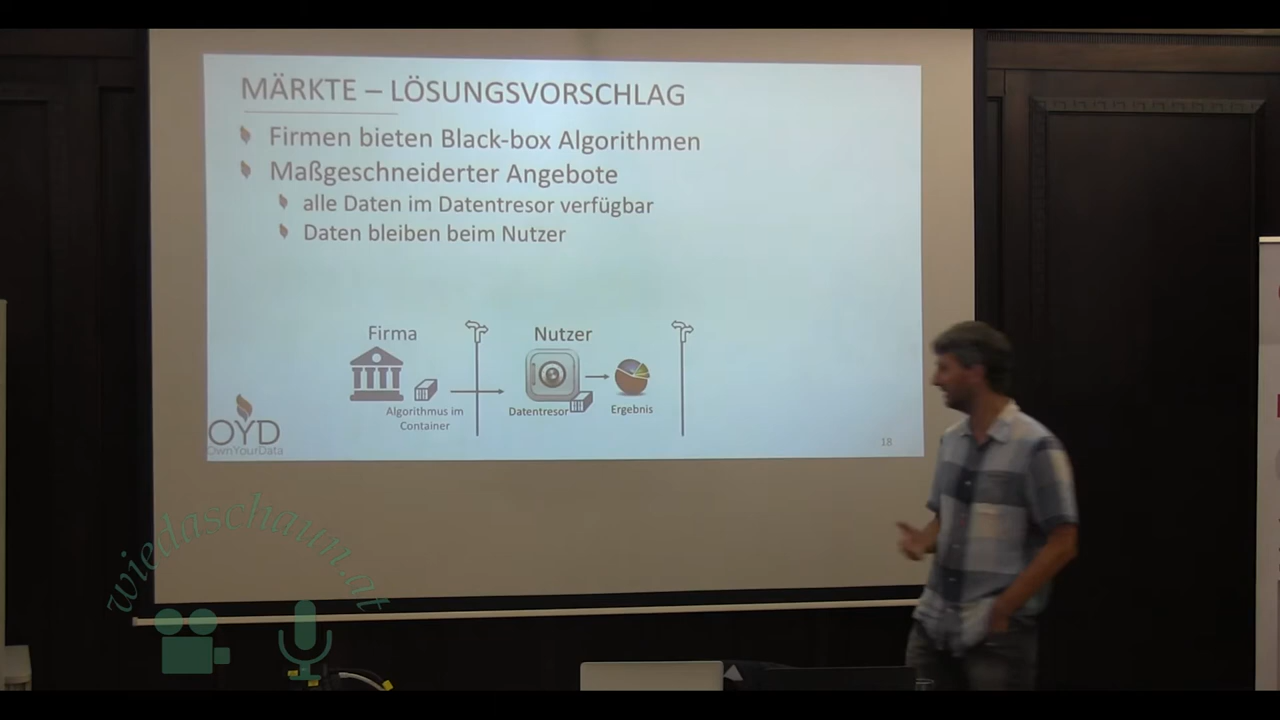 MÄRKTE – LÖSUNGSVORSCHLAG
Firmen bieten Black-box Algorithmen
Maßgeschneiderter Angebote
alle Daten im Datentresor verfügbar
Daten bleiben beim Nutzer
Firma
Nutzer
Algorithmus im
Container
Datentresor
Ergebnis
OYD
OwnYourData
18
wiedaschaun.at